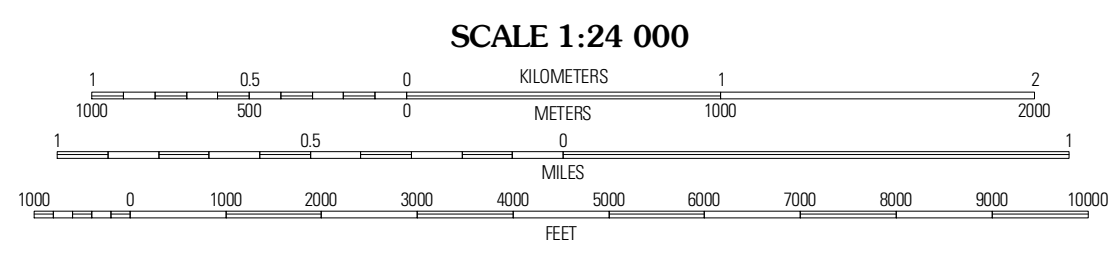 SCALE 1:24 000
1 0.5 0 KILOMETERS 1 2
1000 500 0 METERS 1000 2000
1 0.5 0 1
MILES
1000 0 1000 2000 3000 4000 5000 6000 7000 8000 9000 10000
FEET